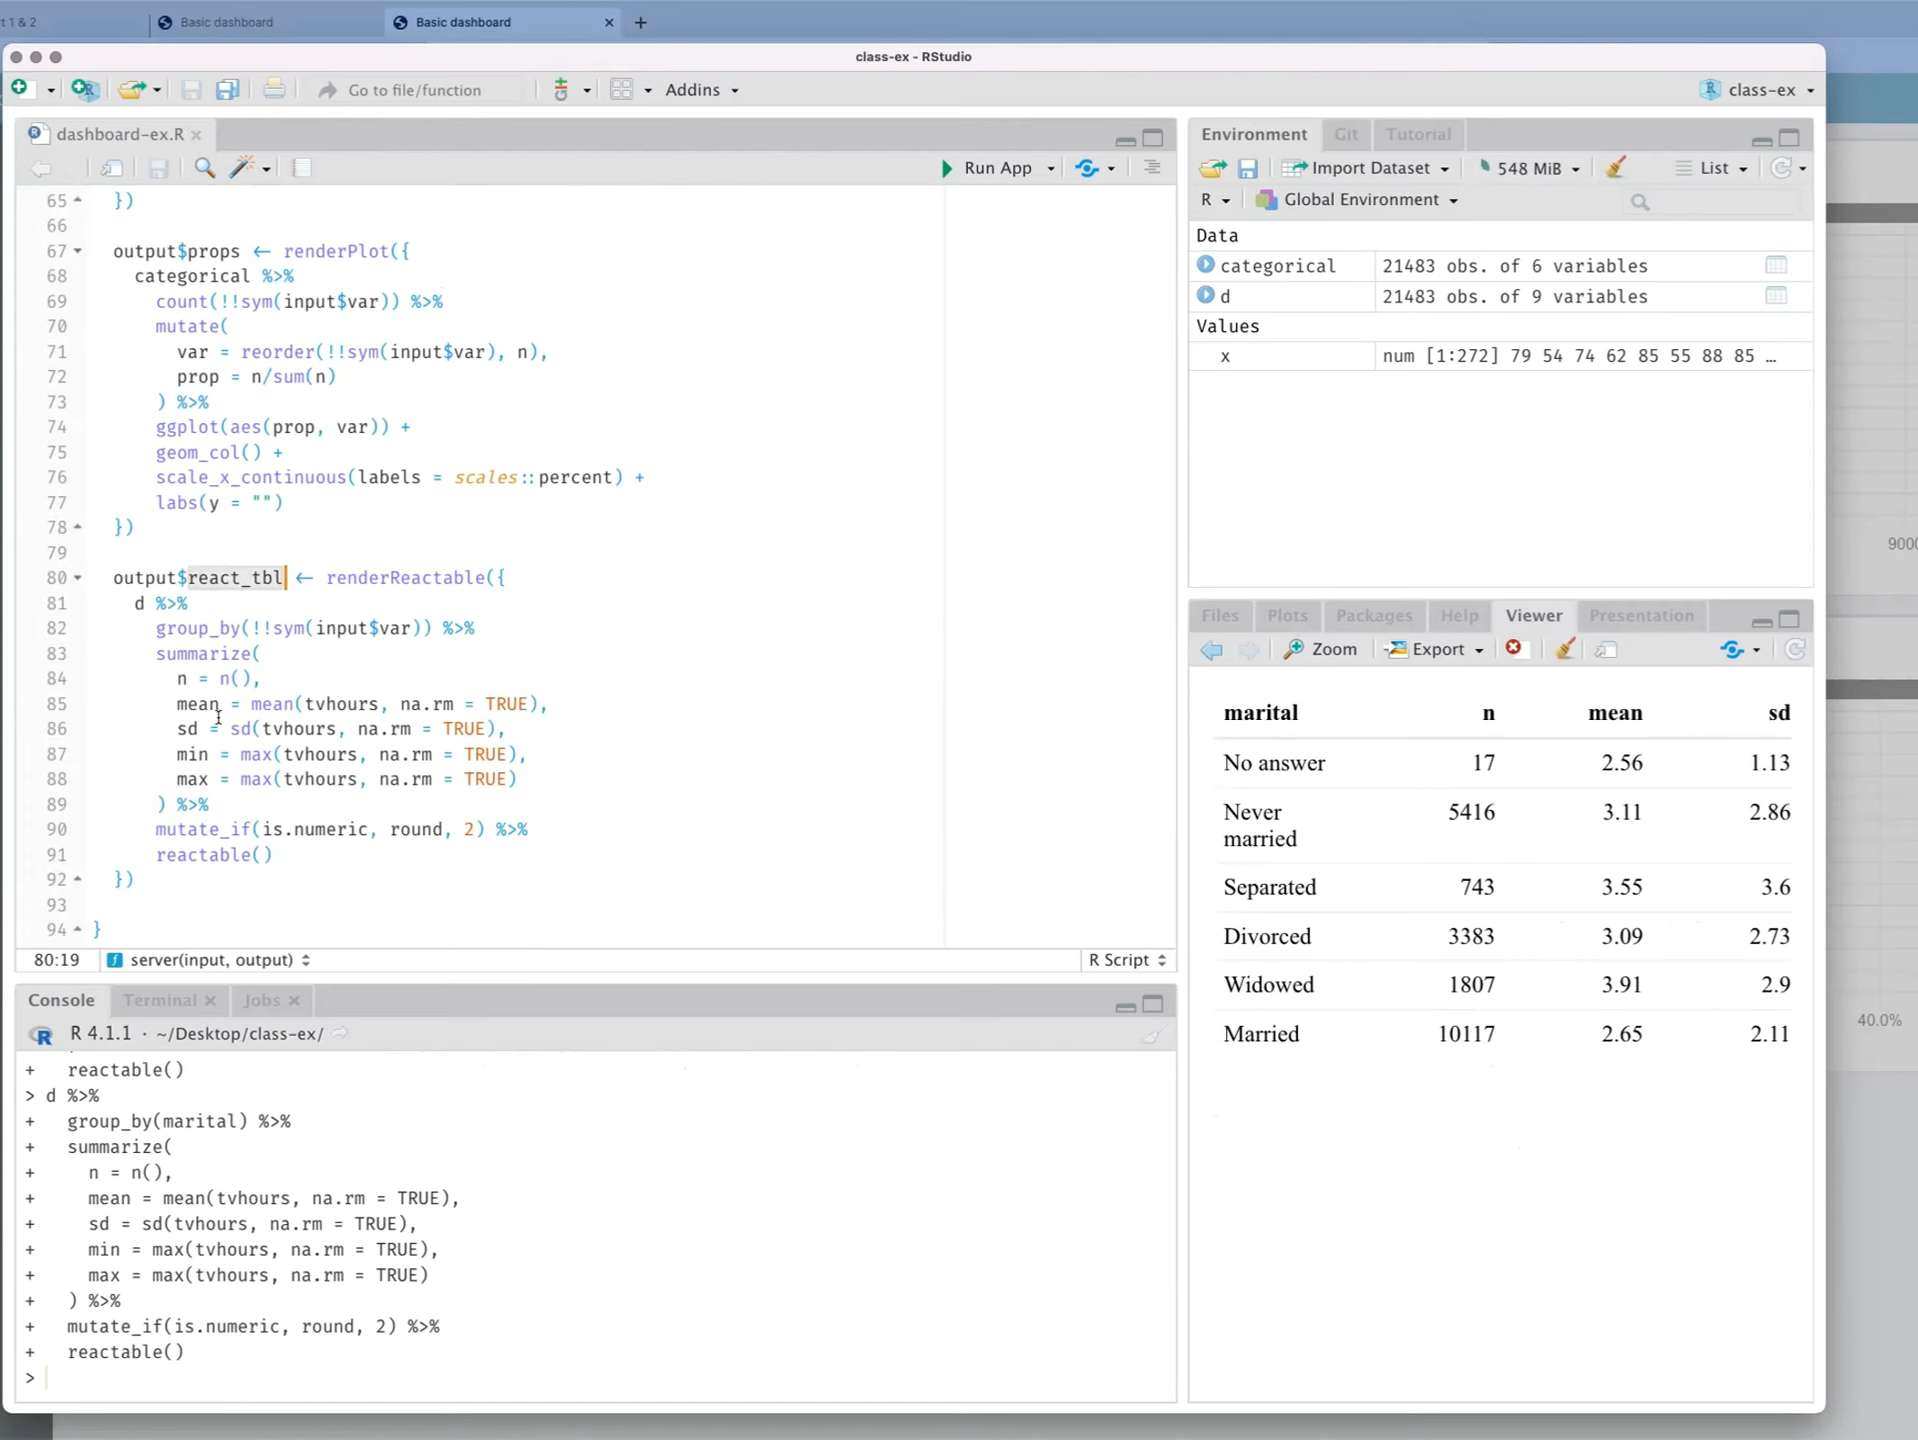 t 1 & 2
Basic dashboard
Basic dashboard
class-ex - RStudio
Go to file/function
Addins
class-ex
dashboard-ex.R
Run App
65 })
66
67 output$props <- renderPlot({
68 categorical %>%
69 count(!!sym(input$var)) %>%
70 mutate(
71 var = reorder(!!sym(input$var), n),
72 prop = n/sum(n)
73 ) %>%
74 ggplot(aes(prop, var)) +
75 geom_col() +
76 scale_x_continuous(labels = scales::percent) +
77 labs(y = "")
78 })
79
80 output$react_tbl <- renderReactable({
81 d %>%
82 group_by(!!sym(input$var)) %>%
83 summarize(
84 n = n(),
85 mean = mean(tvhours, na.rm = TRUE),
86 sd = sd(tvhours, na.rm = TRUE),
87 min = max(tvhours, na.rm = TRUE),
88 max = max(tvhours, na.rm = TRUE)
89 ) %>%
90 mutate_if(is.numeric, round, 2) %>%
91 reactable()
92 })
93
94 }
80:19 server(input, output) R Script
Console Terminal Jobs
R 4.1.1 · ~/Desktop/class-ex/
+ reactable()
> d %>%
+ group_by(marital) %>%
+ summarize(
+ n = n(),
+ mean = mean(tvhours, na.rm = TRUE),
+ sd = sd(tvhours, na.rm = TRUE),
+ min = max(tvhours, na.rm = TRUE),
+ max = max(tvhours, na.rm = TRUE)
+ ) %>%
+ mutate_if(is.numeric, round, 2) %>%
+ reactable()
>
Environment Git Tutorial
Import Dataset 548 MiB List
R Global Environment
Data
categorical 21483 obs. of 6 variables
d 21483 obs. of 9 variables
Values
x num [1:272] 79 54 74 62 85 55 88 85 …
Files Plots Packages Help Viewer Presentation
Zoom Export
marital n mean sd
No answer 17 2.56 1.13
Never married 5416 3.11 2.86
Separated 743 3.55 3.6
Divorced 3383 3.09 2.73
Widowed 1807 3.91 2.9
Married 10117 2.65 2.11
9000
40.0%